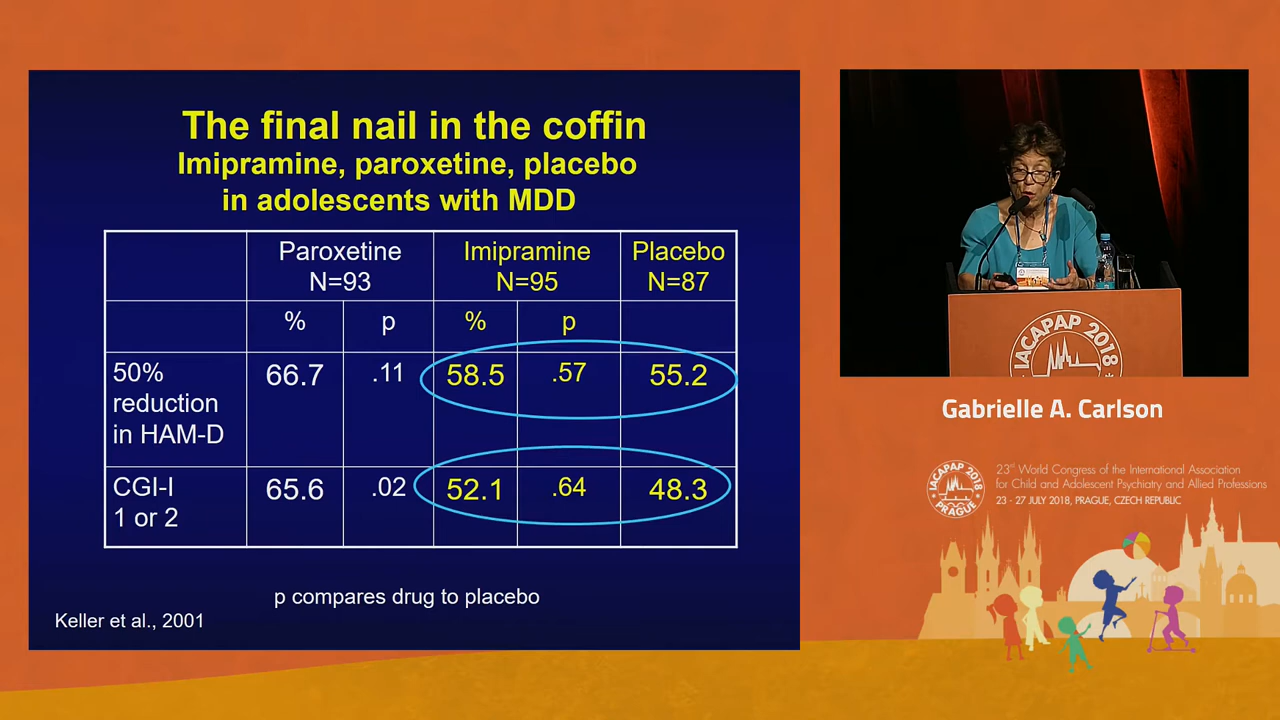 The final nail in the coffin
Imipramine, paroxetine, placebo
in adolescents with MDD
Paroxetine
N=93
Imipramine
N=95
Placebo
N=87
% p % p
50%
reduction
in HAM-D
66.7 .11 58.5 .57 55.2
CGI-I
1 or 2
65.6 .02 52.1 .64 48.3
p compares drug to placebo
Keller et al., 2001
IACAPAP 2018
Gabrielle A. Carlson
IACAPAP 2018
PRAGUE
23rd World Congress of the International Association
for Child and Adolescent Psychiatry and Allied Professions
23 - 27 JULY 2018, PRAGUE, CZECH REPUBLIC